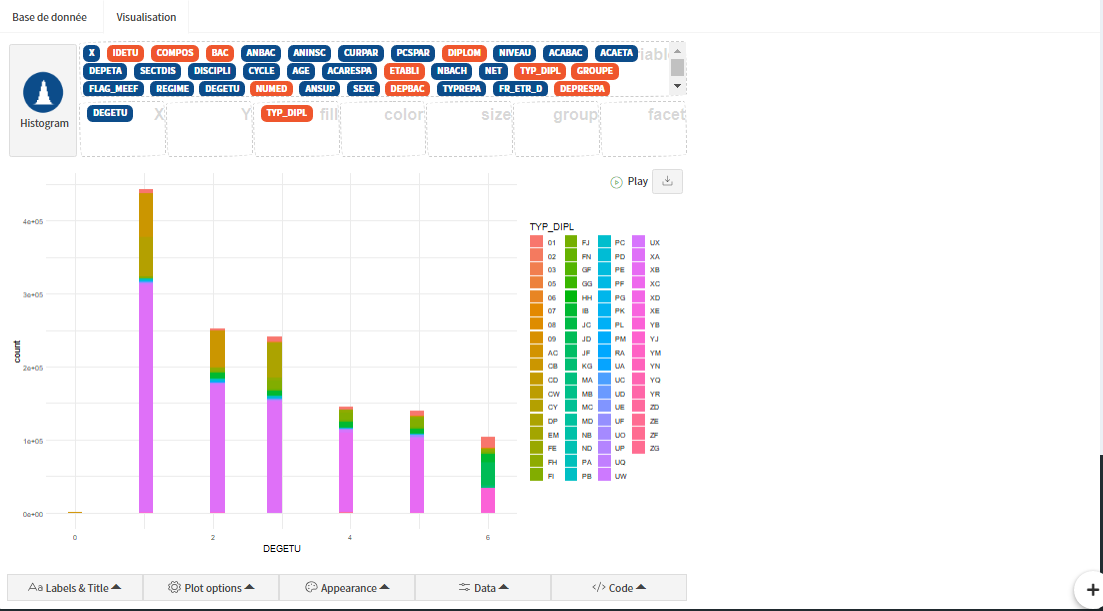 Base de donnée Visualisation
X IDETU COMPOS BAC ANBAC ANINSC CURPAR PCSPAR DIPLOM NIVEAU ACABAC ACAETA
DEPETA SECTDIS DISCIPLI CYCLE AGE ACARESPA ETABLI NBACH NET TYP_DIPL GROUPE
FLAG_MEEF REGIME DEGETU NUMED ANSUP SEXE DEPBAC TYPREPA FR_ETR_D DEPRESPA
Histogram
DEGETU X Y TYP_DIPL fill color size group facet
Play
TYP_DIPL
01 FJ PC UX
02 FN PD XA
03 GF PE XB
05 GG PF XC
06 HH PG XD
07 IB PK XE
08 JC PL YB
09 JD PM YJ
AC JF RA YM
CB KG UA YN
CD MA UC YQ
CW MB UD YR
CY MC UE ZD
DP MD UF ZE
EM NB UO ZF
FE ND UP ZG
FH PA UQ
FI PB UW
count
4e+05
3e+05
2e+05
1e+05
0e+00
0 2 4 6
DEGETU
Aa Labels & Title Plot options Appearance Data </> Code